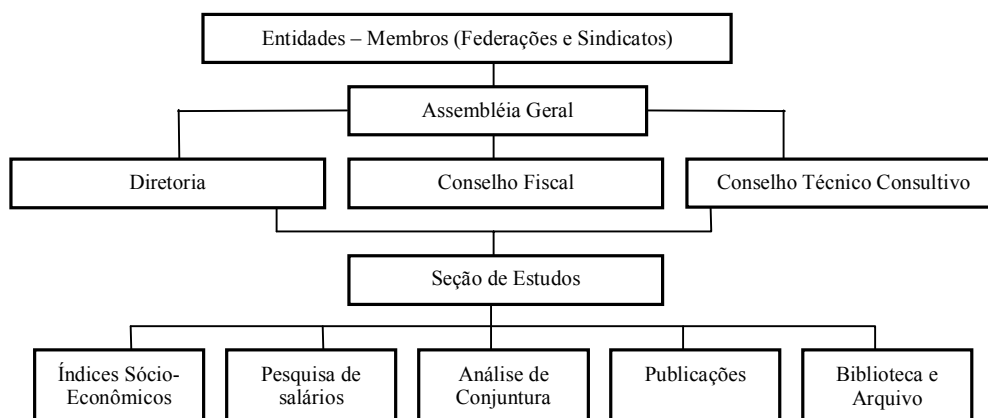 Entidades – Membros (Federações e Sindicatos)
Assembléia Geral
Diretoria
Conselho Fiscal
Conselho Técnico Consultivo
Seção de Estudos
Índices Sócio-
Econômicos
Pesquisa de
salários
Análise de
Conjuntura
Publicações
Biblioteca e
Arquivo